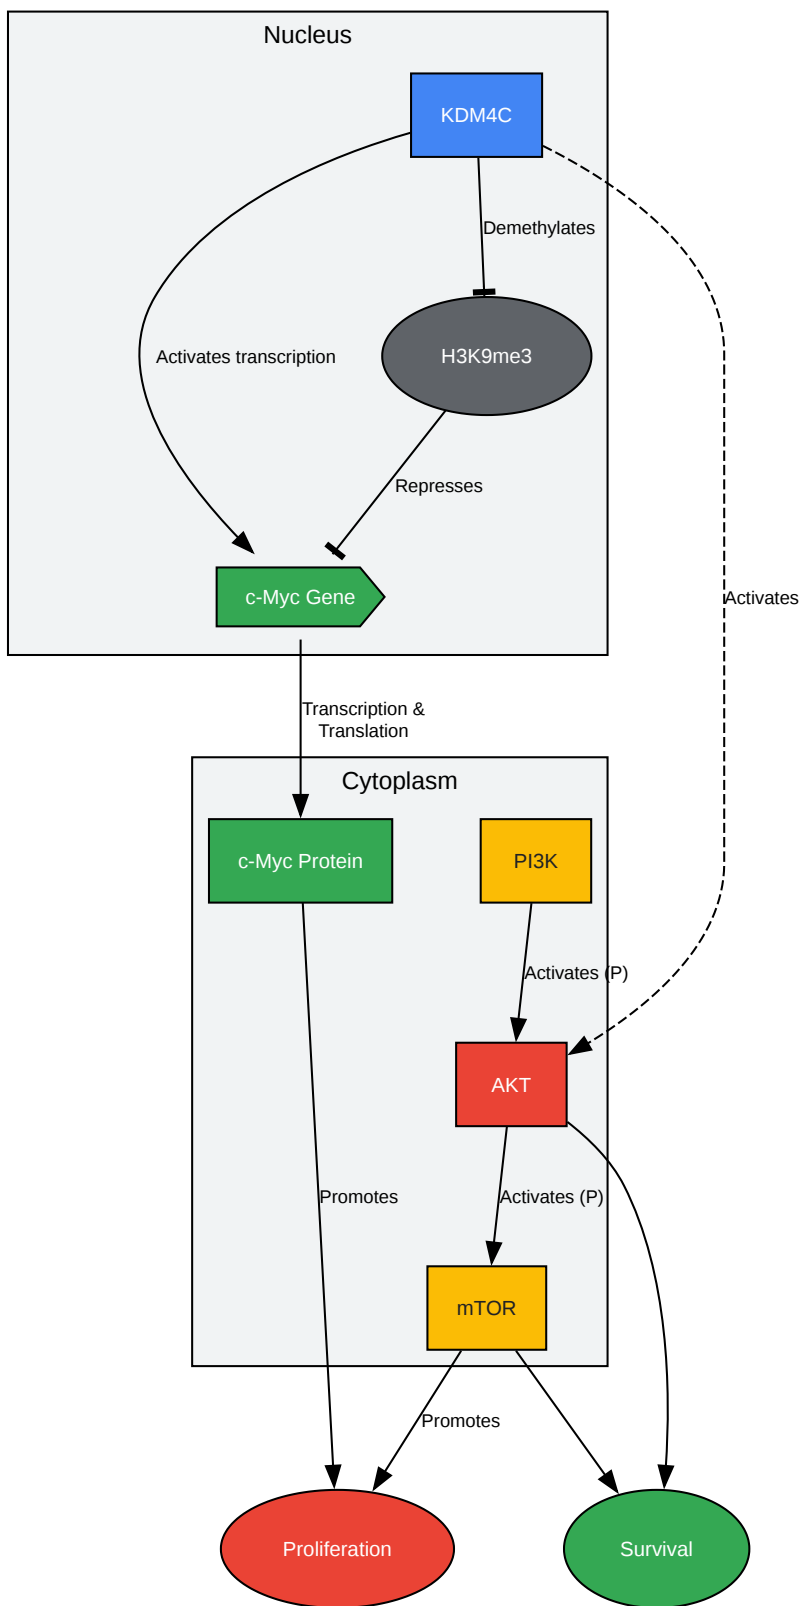 Nucleus
KDM4C
Demethylates
Activates transcription
H3K9me3
Represses
c-Myc Gene
Activates
Transcription &
Translation
Cytoplasm
c-Myc Protein
PI3K
Activates (P)
AKT
Promotes
Activates (P)
mTOR
Promotes
Proliferation
Survival